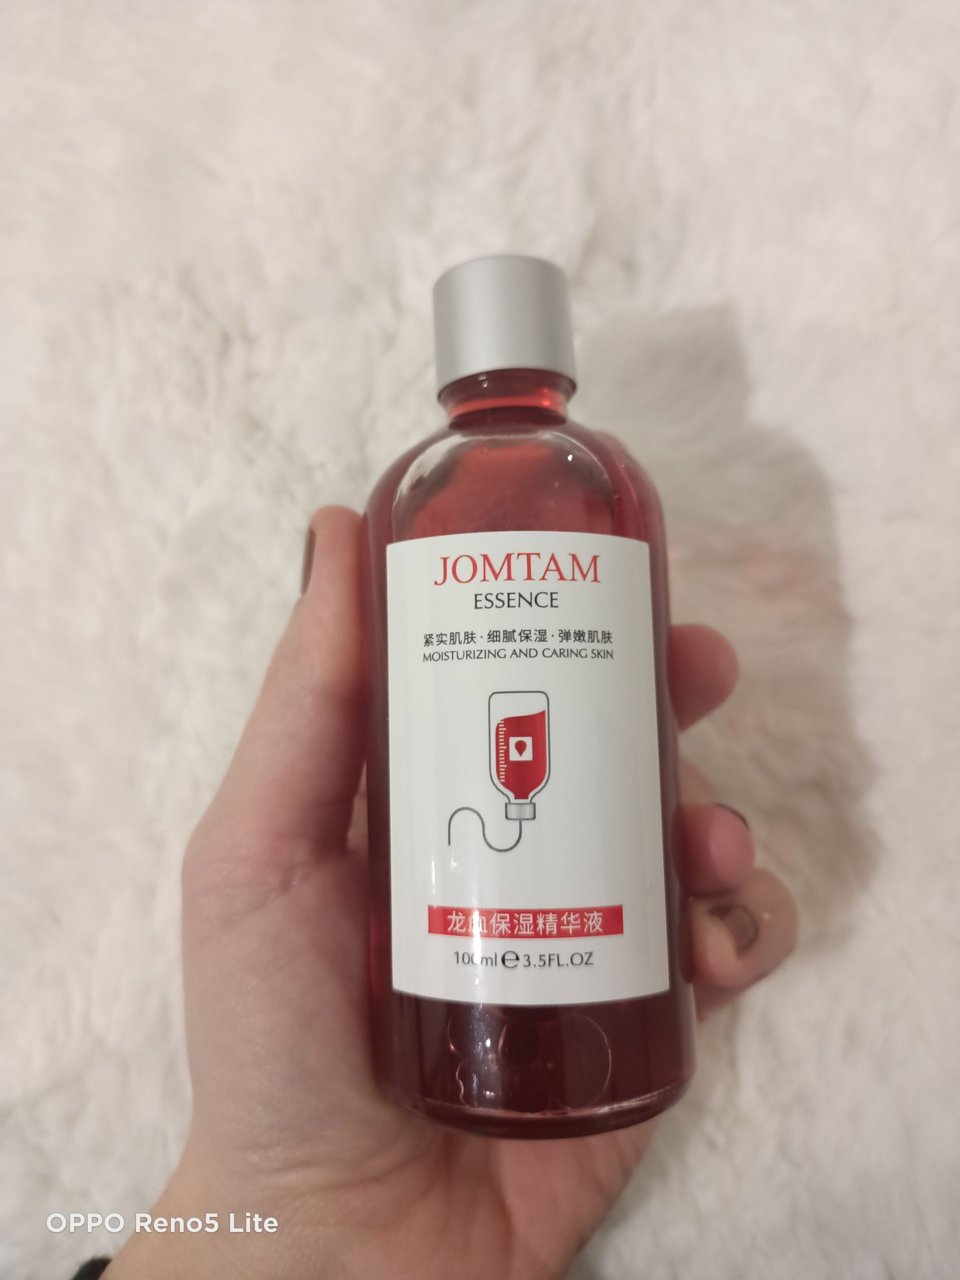 JOMTAM
ESSENCE
紧实肌肤·细腻保湿·弹嫩肌肤
MOISTURIZING AND CARING SKIN
龙血保湿精华液
100ml ℮ 3.5FL.OZ
OPPO Reno5 Lite